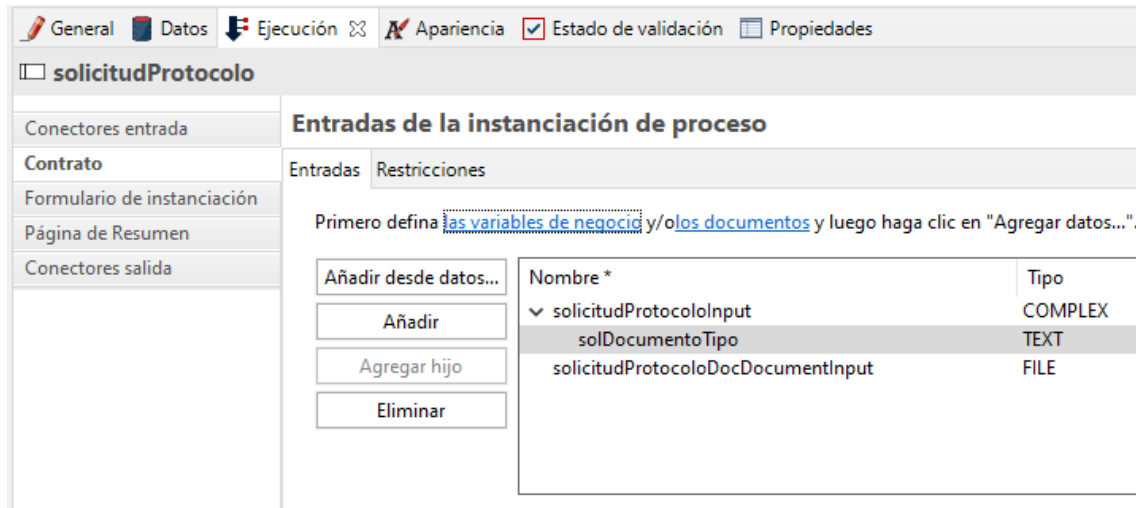 General Datos Ejecución Apariencia Estado de validación Propiedades
solicitudProtocolo
Conectores entrada
Contrato
Formulario de instanciación
Página de Resumen
Conectores salida
Entradas de la instanciación de proceso
Entradas Restricciones
Primero defina las variables de negocio y/olos documentos y luego haga clic en "Agregar datos...".
Añadir desde datos...
Añadir
Agregar hijo
Eliminar
Nombre * Tipo
solicitudProtocoloInput COMPLEX
solDocumentoTipo TEXT
solicitudProtocoloDocDocumentInput FILE